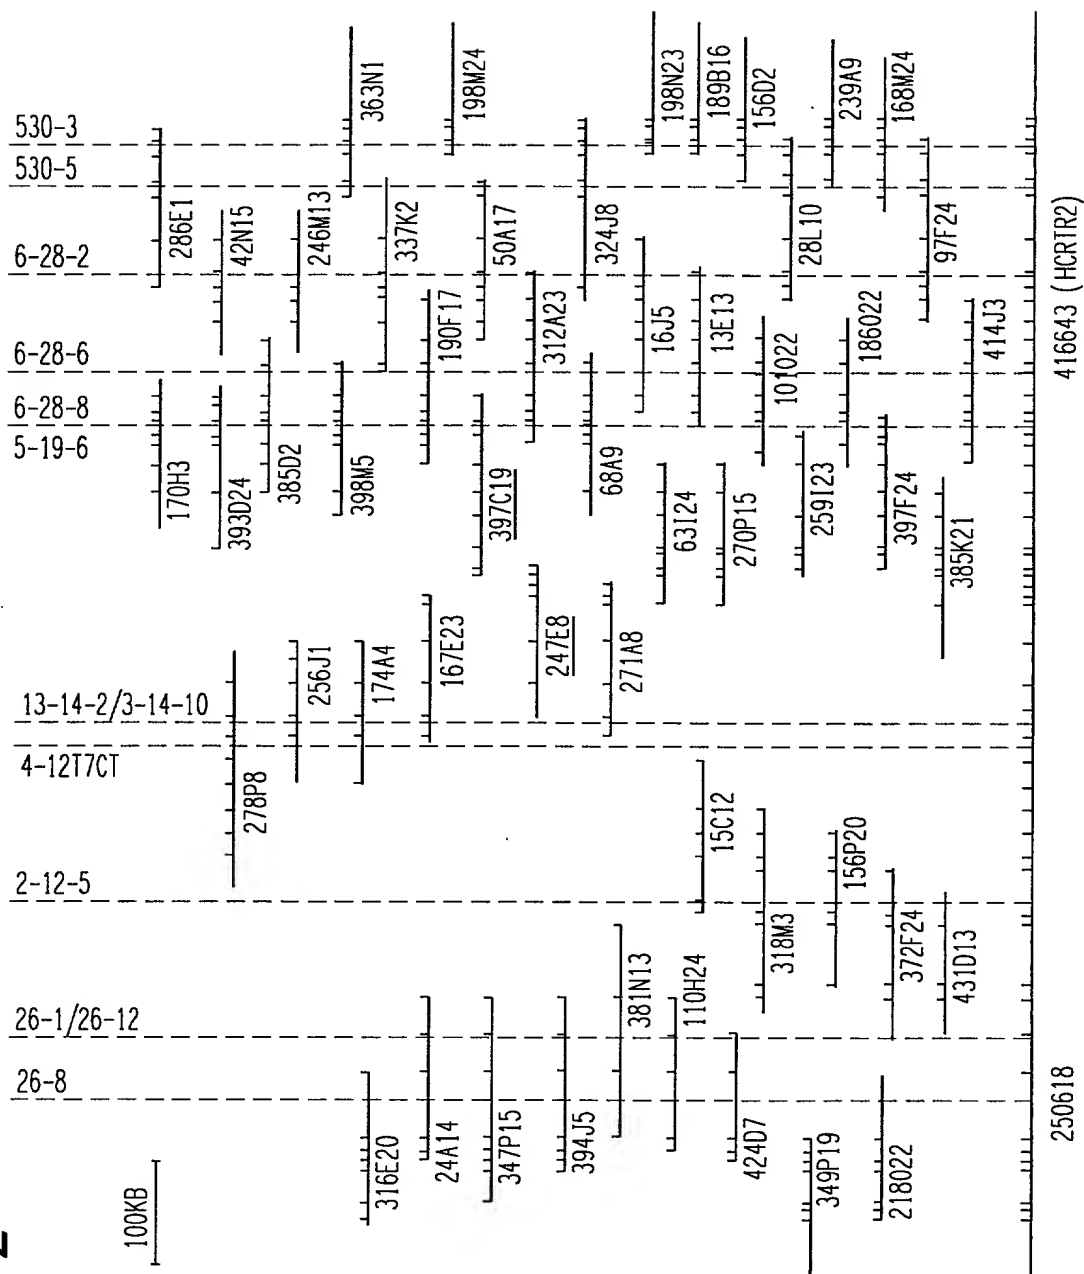 530-3
530-5
6-28-2
6-28-6
6-28-8
5-19-6
13-14-2/3-14-10
4-12T7CT
2-12-5
26-1/26-12
26-8
100KB
363N1
198M24
198N23
189B16
156D2
239A9
168M24
286E1
42N15
246M13
337K2
50A17
324J8
28L10
97F24
190F17
312A23
16J5
13E13
101022
186022
414J3
170H3
393D24
385D2
398M5
397C19
68A9
63I24
270P15
259I23
397F24
385K21
278P8
256J1
174A4
167E23
247E8
271A8
15C12
318M3
156P20
372F24
431D13
381N13
110H24
316E20
24A14
347P15
394J5
424D7
349P19
218022
250618
416643 (HCRTR2)